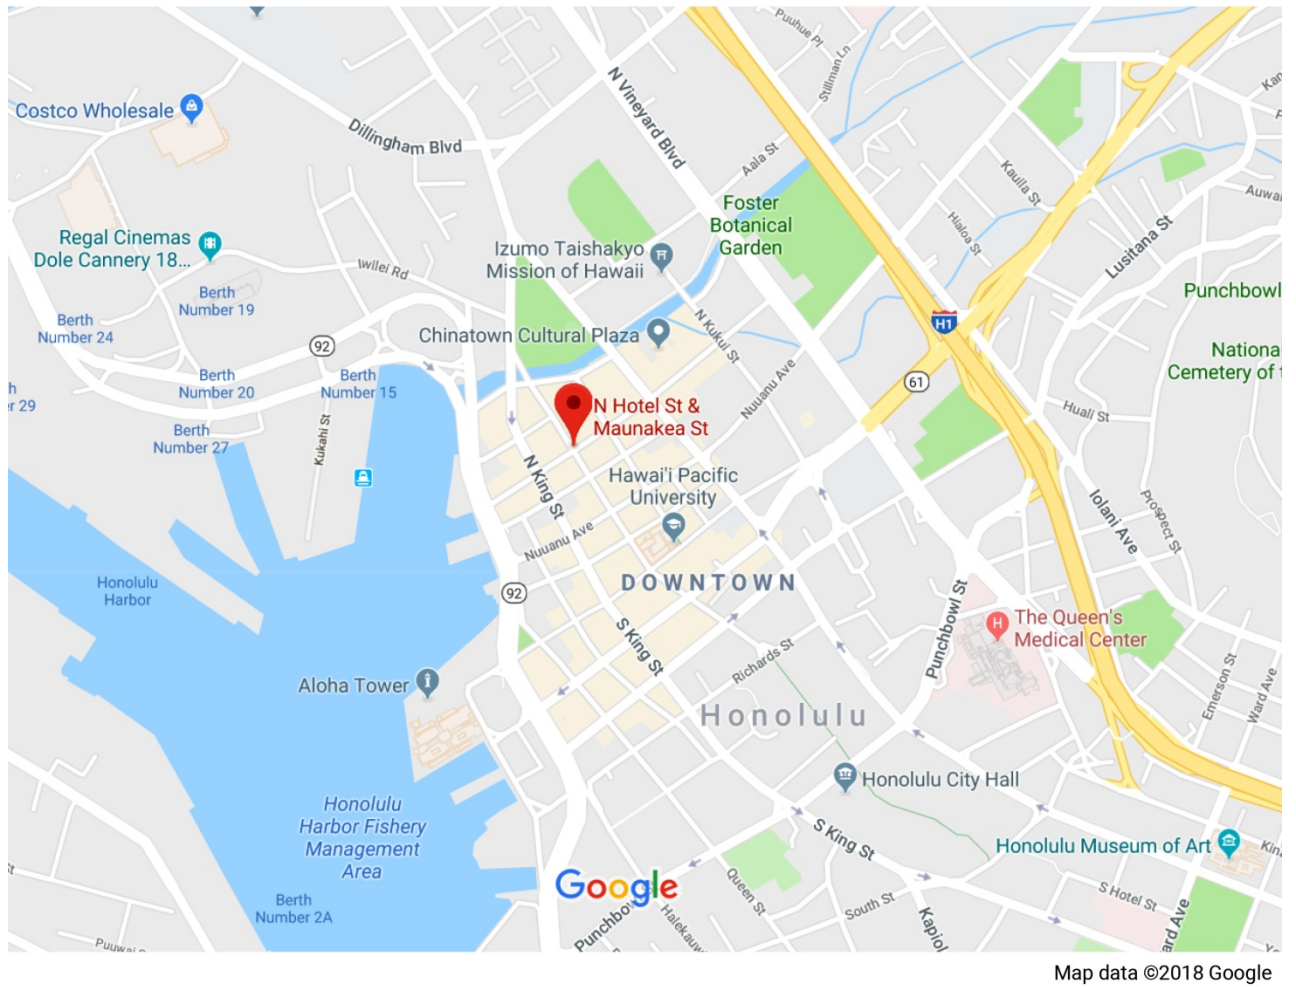 Puuhue Pl
Stillman Ln
N Vineyard Blvd
Costco Wholesale
Dillingham Blvd
Aala St
Kauila St
Auwai
Foster
Botanical
Garden
Hialoa St
Lusitana St
Regal Cinemas
Dole Cannery 18...
Izumo Taishakyo
Mission of Hawaii
Iwilei Rd
Berth
Number 19
Punchbowl
Berth
Number 24
N Kukui St
H1
Chinatown Cultural Plaza
92
National
Cemetery of t
Berth
Number 20
Berth
Number 15
61
Nuuanu Ave
N Hotel St &
Maunakea St
Huali St
Berth
Number 27
Kukahi St
N King St
Hawai'i Pacific
University
Iolani Ave
Prospect St
Nuuanu Ave
Honolulu
Harbor
92
DOWNTOWN
Punchbowl St
The Queen's
Medical Center
S King St
Richards St
Emerson St
Ward Ave
Aloha Tower
Honolulu
Honolulu City Hall
Honolulu
Harbor Fishery
Management
Area
S King St
Honolulu Museum of Art
Google
Queen St
S Hotel St
South St
Berth
Number 2A
Punchbo
Halekauw
Kapiol
ard Ave
Map data ©2018 Google